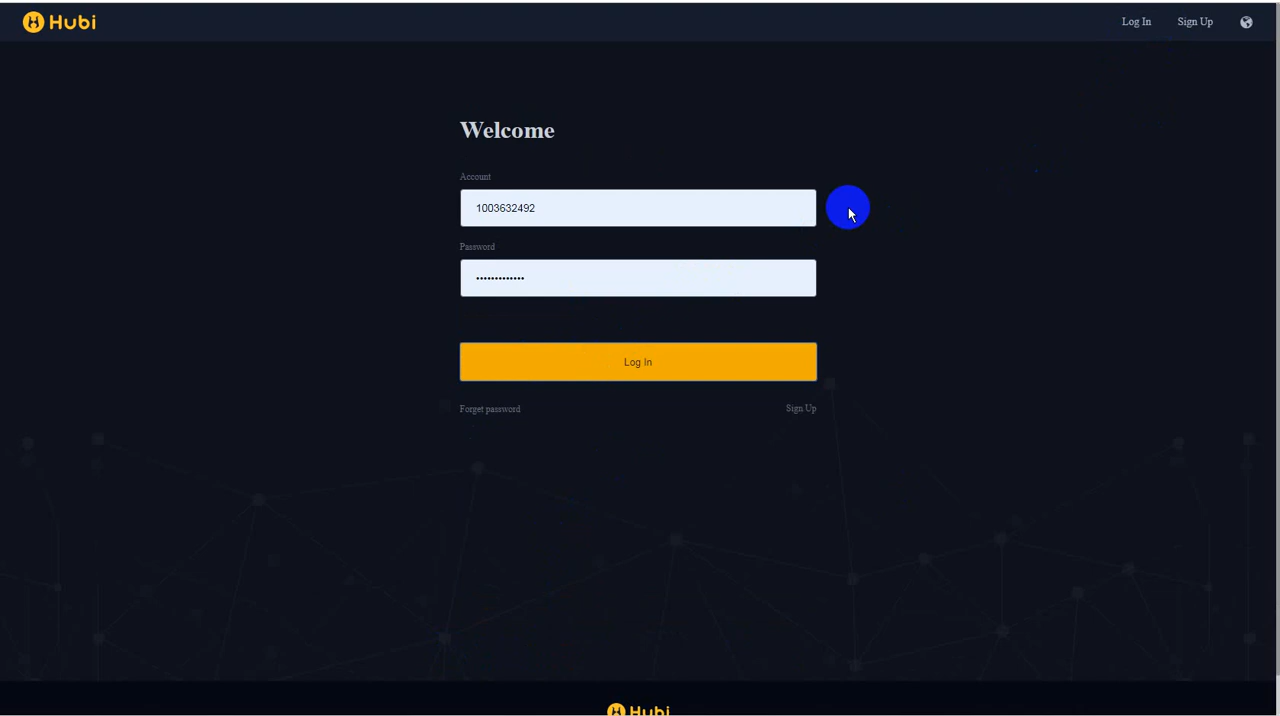 Hubi
Log In
Sign Up
Welcome
Account
1003632492
Password
•••••••••••••
Log In
Forget password
Sign Up
Hubi